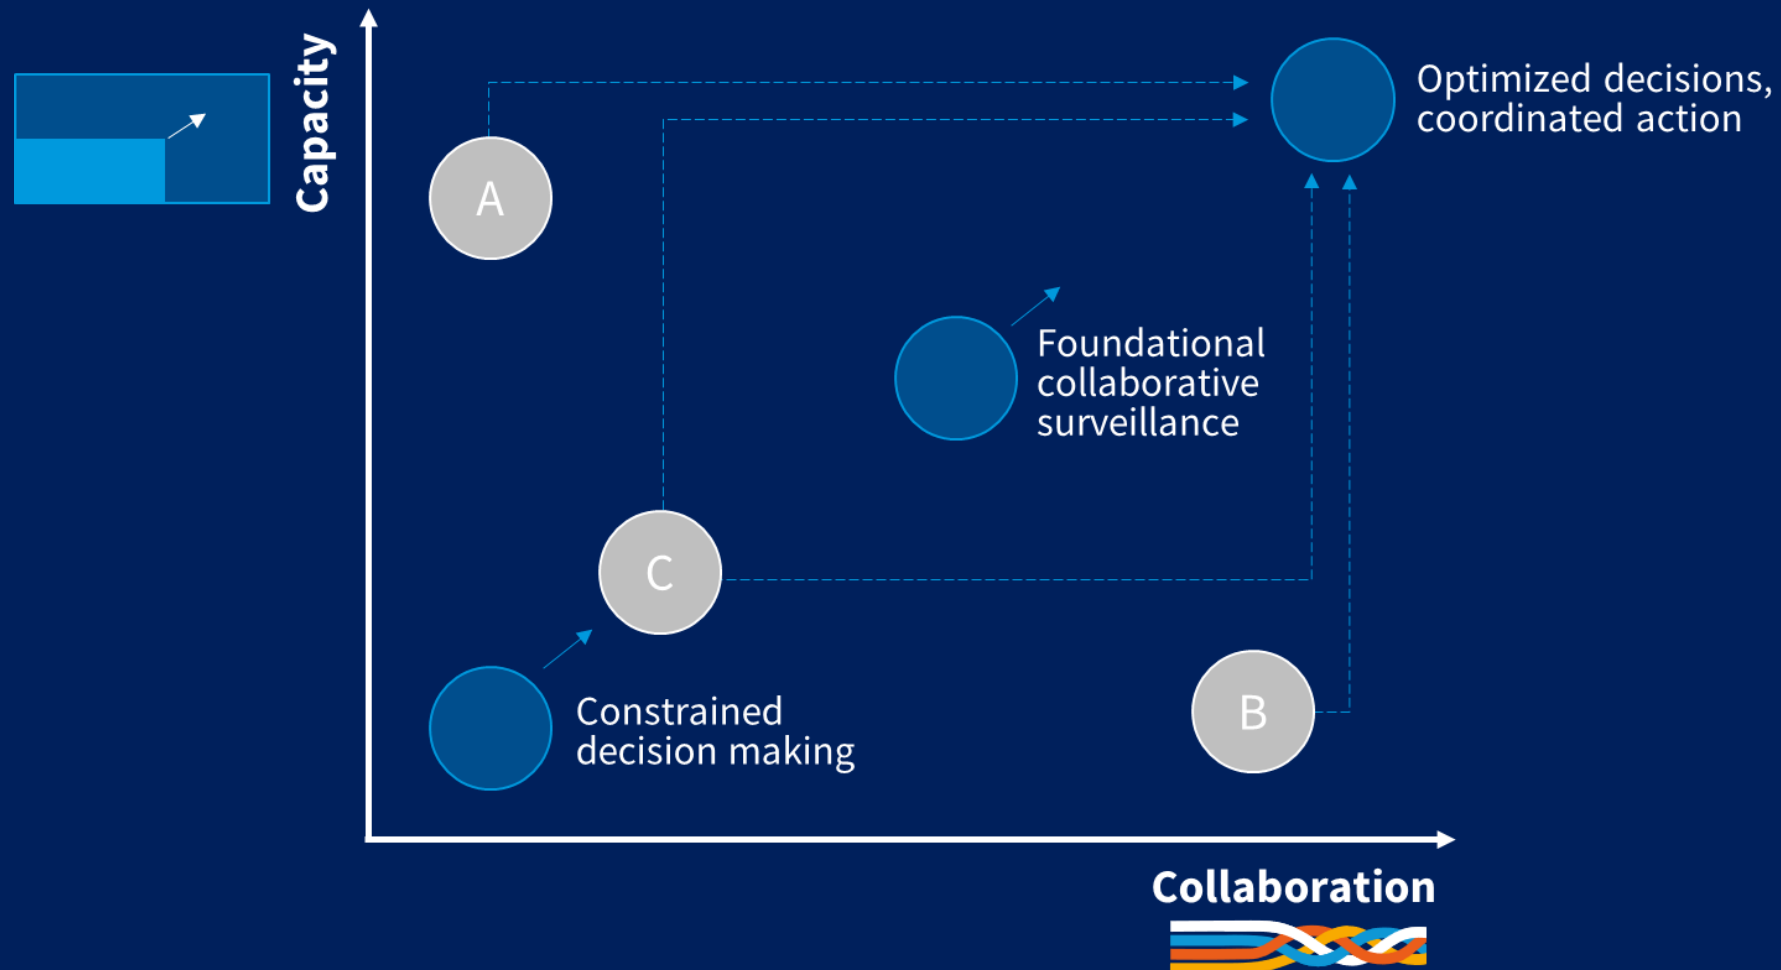 Capacity
Optimized decisions,
coordinated action
A
Foundational
collaborative
surveillance
C
Constrained
decision making
B
Collaboration